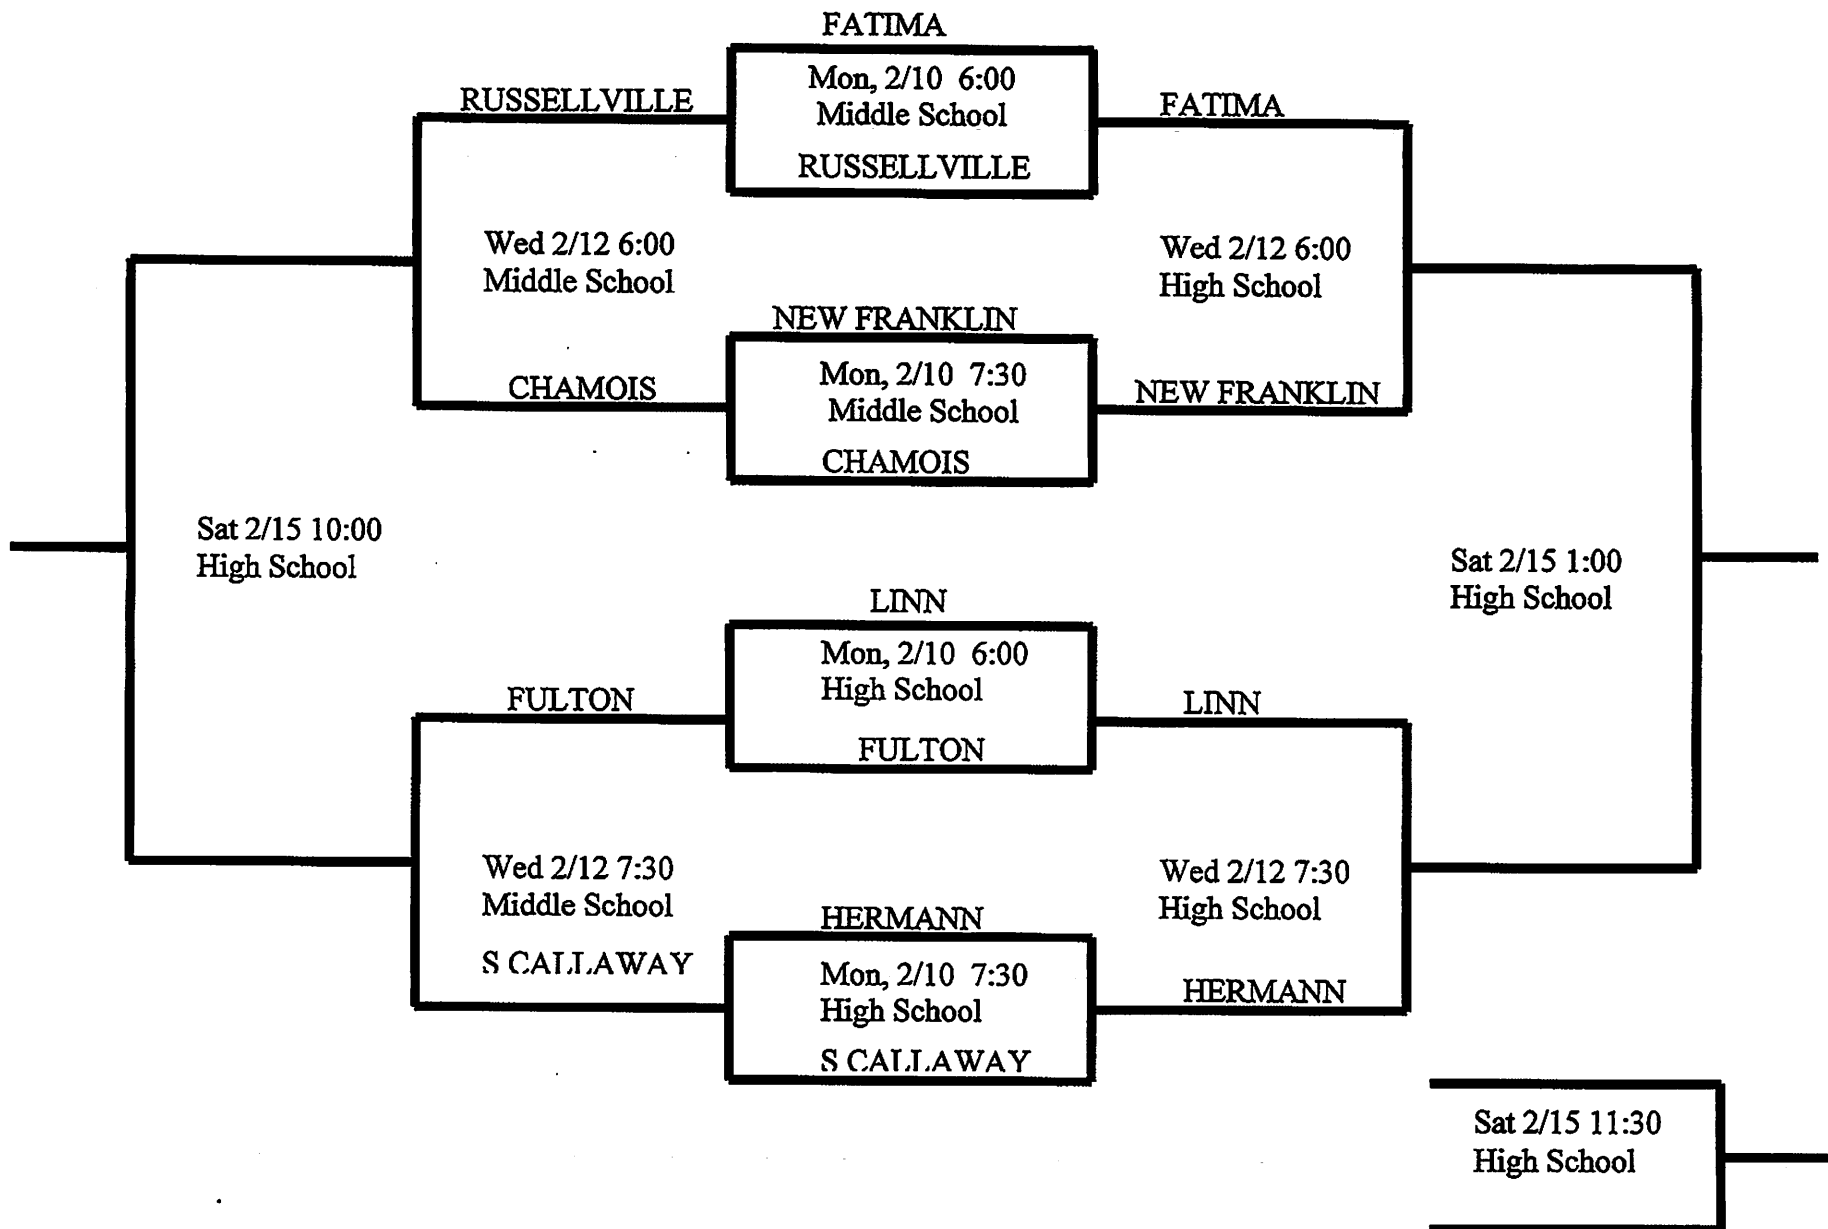 FATIMA
Mon, 2/10 6:00
Middle School
RUSSELLVILLE
RUSSELLVILLE
FATIMA
Wed 2/12 6:00
Middle School
Wed 2/12 6:00
High School
NEW FRANKLIN
Mon, 2/10 7:30
Middle School
CHAMOIS
CHAMOIS
NEW FRANKLIN
Sat 2/15 10:00
High School
Sat 2/15 1:00
High School
LINN
Mon, 2/10 6:00
High School
FULTON
FULTON
LINN
Wed 2/12 7:30
Middle School
Wed 2/12 7:30
High School
HERMANN
Mon, 2/10 7:30
High School
S CALLAWAY
S CALLAWAY
HERMANN
Sat 2/15 11:30
High School